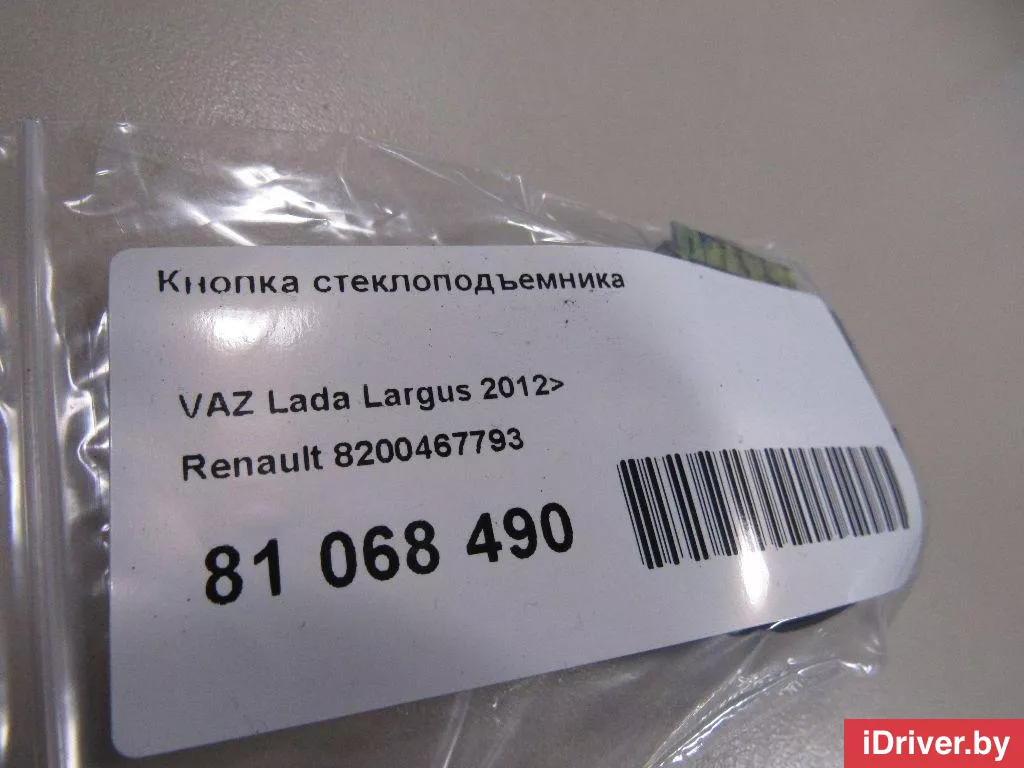 Кнопка стеклоподъемника
VAZ Lada Largus 2012>
Renault 8200467793
81 068 490
iDriver.by